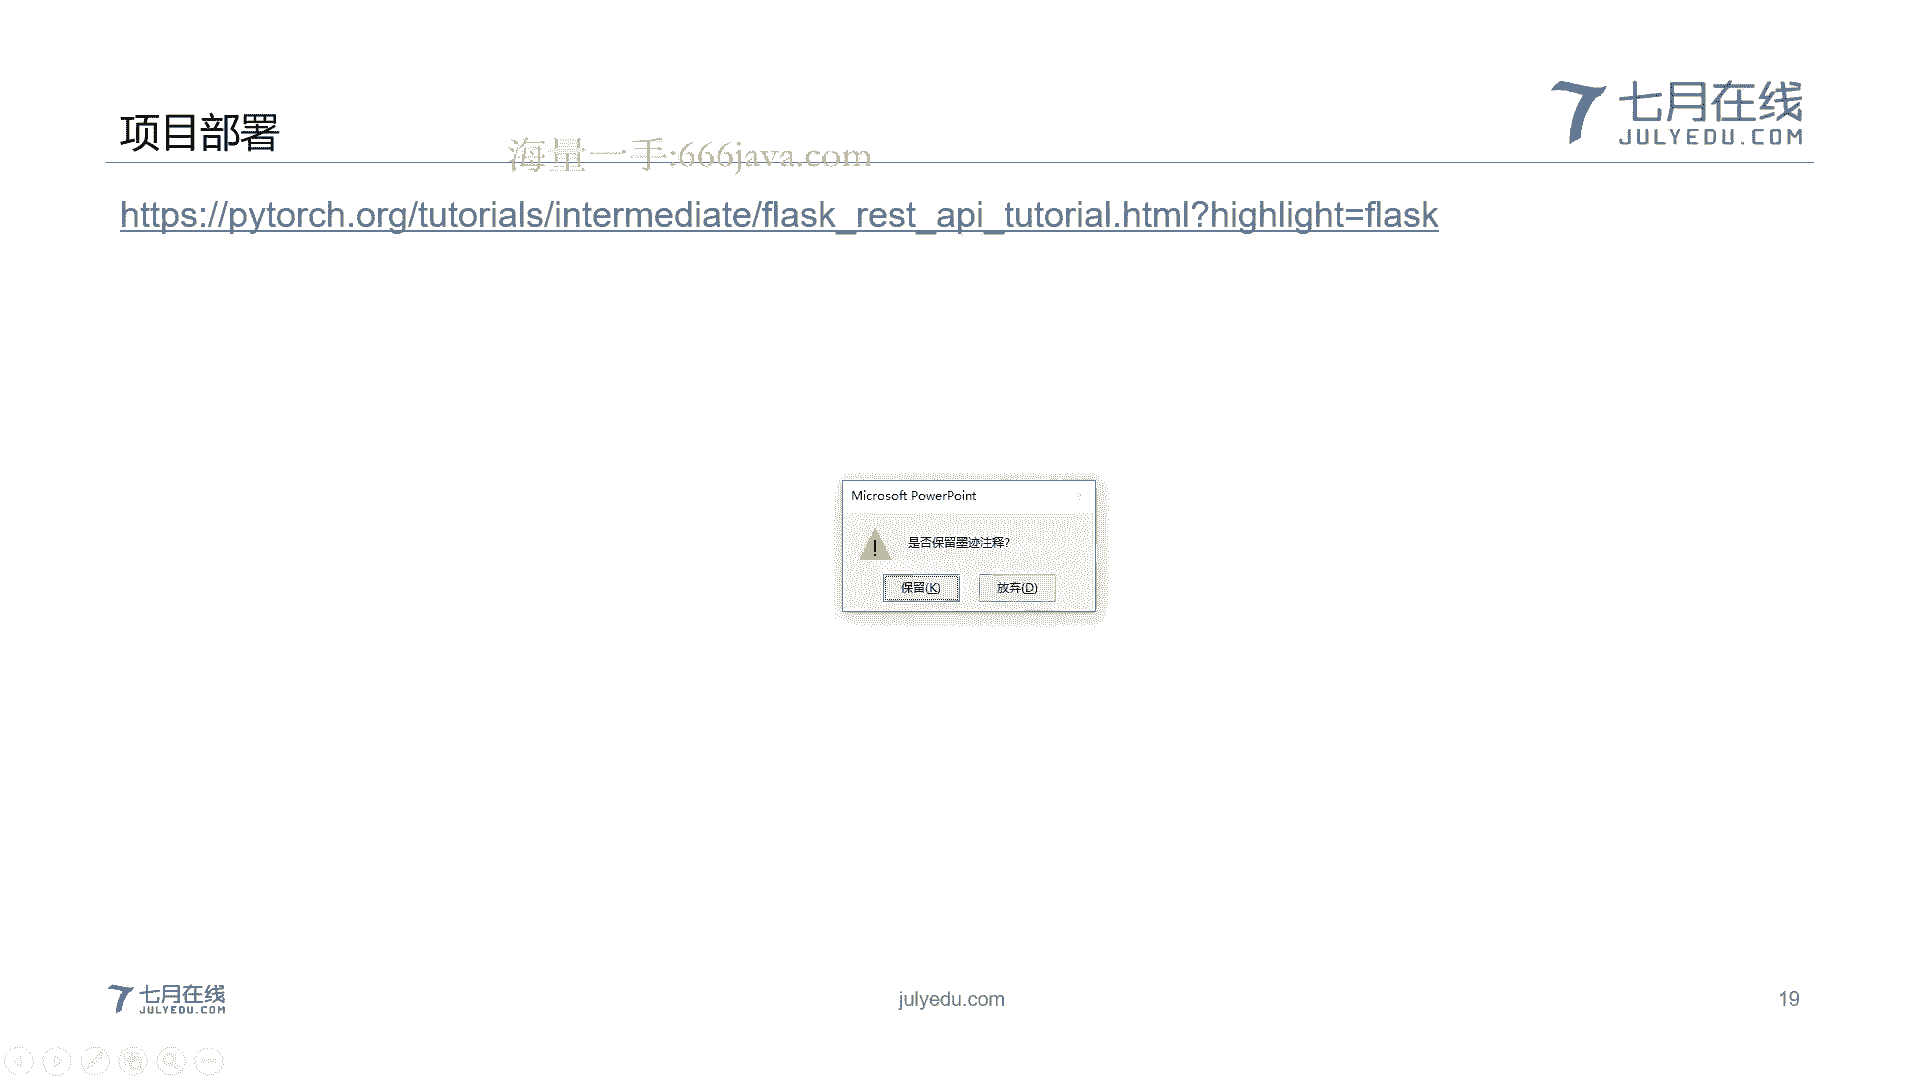 七月在线
JULYEDU.COM
项目部署
海量一手:666java.com
https://pytorch.org/tutorials/intermediate/flask_rest_api_tutorial.html?highlight=flask
Microsoft PowerPoint ?
是否保留墨迹注释?
保留(K) 放弃(D)
七月在线
JULYEDU.COM
julyedu.com
19